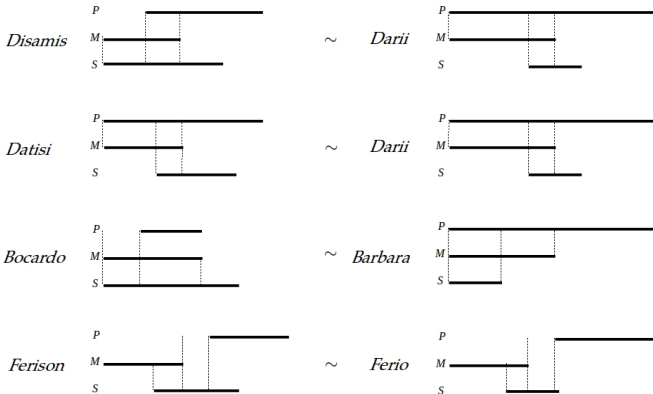 P P
Disamis M ~ Darii M
S S
P P
Datisi M ~ Darii M
S S
P P
Bocardo M ~ Barbara M
S S
P P
Ferison M ~ Ferio M
S S